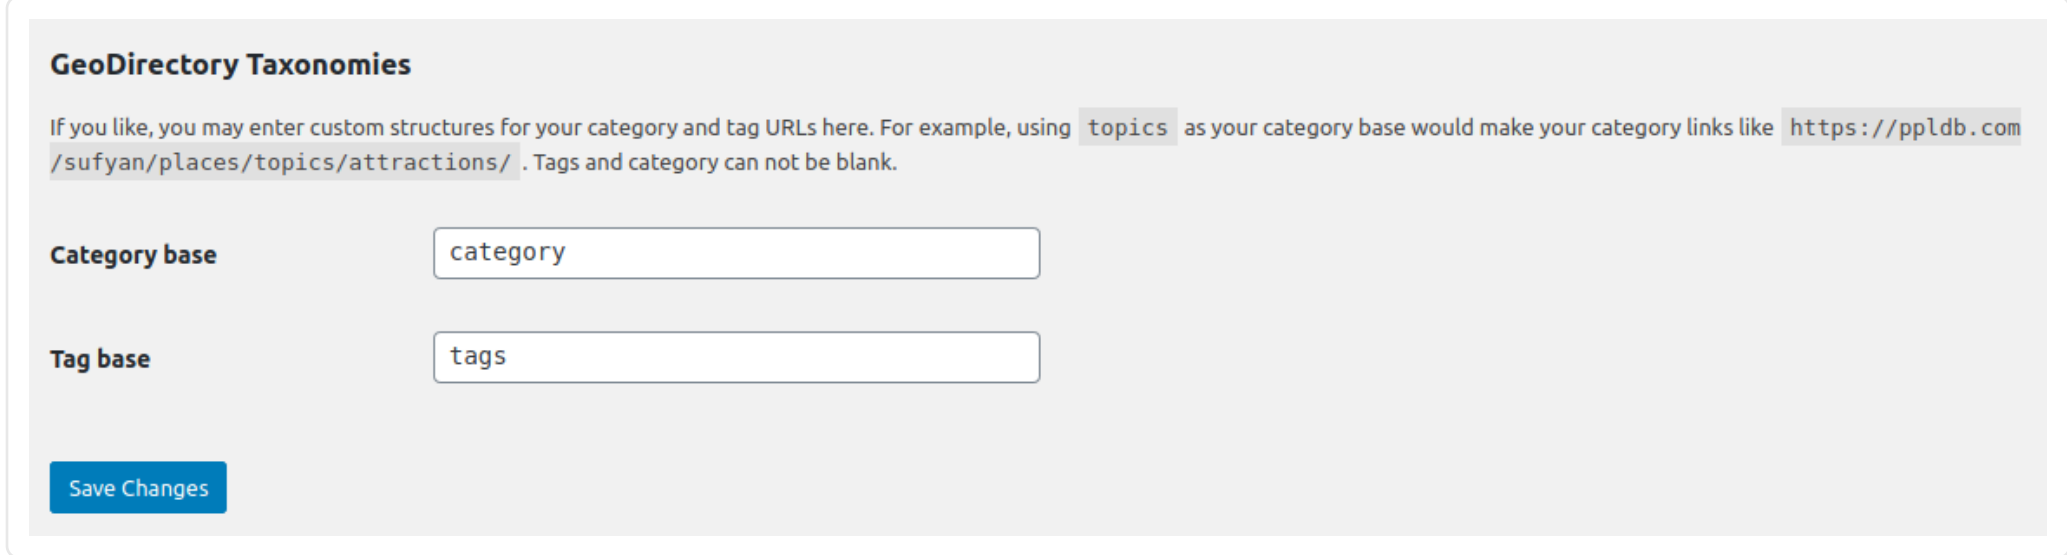 GeoDirectory Taxonomies
If you like, you may enter custom structures for your category and tag URLs here. For example, using topics as your category base would make your category links like https://ppldb.com
/sufyan/places/topics/attractions/ . Tags and category can not be blank.
Category base
category
Tag base
tags
Save Changes